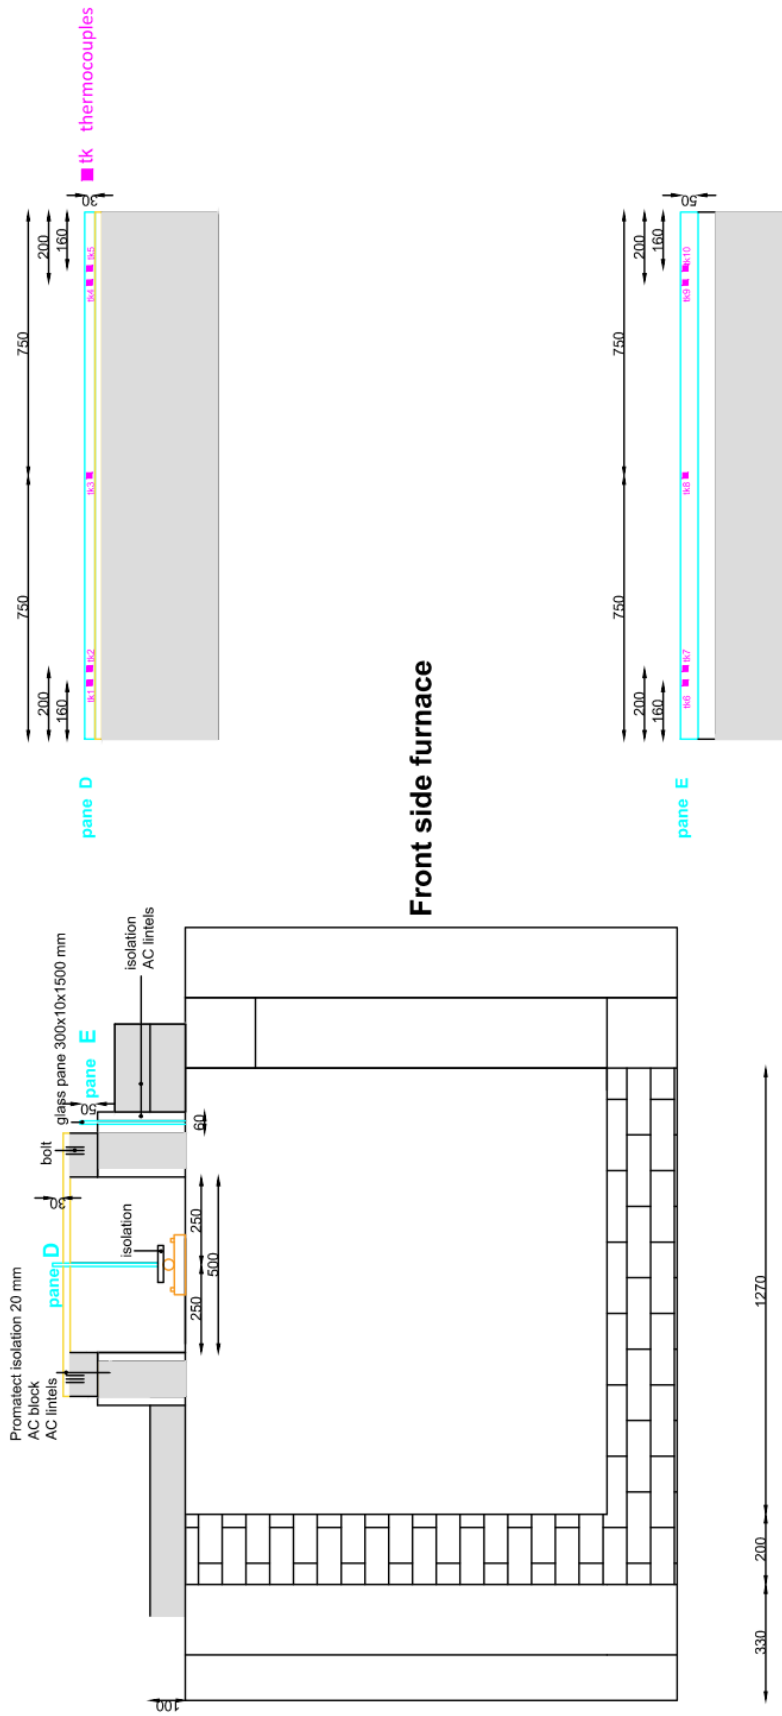 Promatect isolation 20 mm
AC block
AC lintels
pane D
30
bolt
glass pane 300x10x1500 mm
50
pane E
isolation
AC lintels
isolation
60
250
250
500
100
330
200
1270
Front side furnace
pane D
750
750
200
160
200
160
30
tk1
tk2
tk3
tk4
tk5
tk thermocouples
pane E
750
750
200
160
200
160
50
tk6
tk7
tk8
tk9
tk10